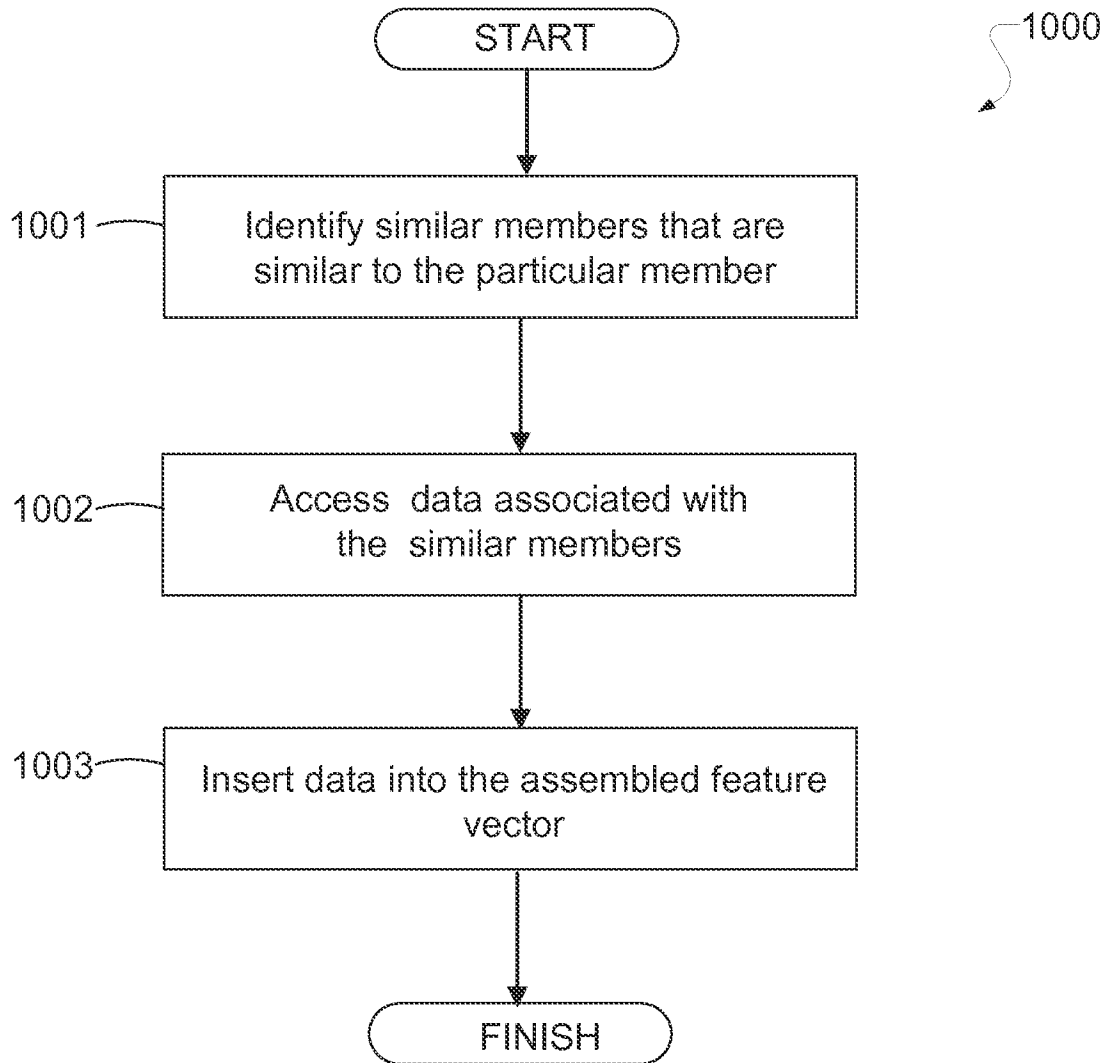 START
1000
1001
Identify similar members that are
similar to the particular member
1002
Access data associated with
the similar members
1003
Insert data into the assembled feature
vector
FINISH